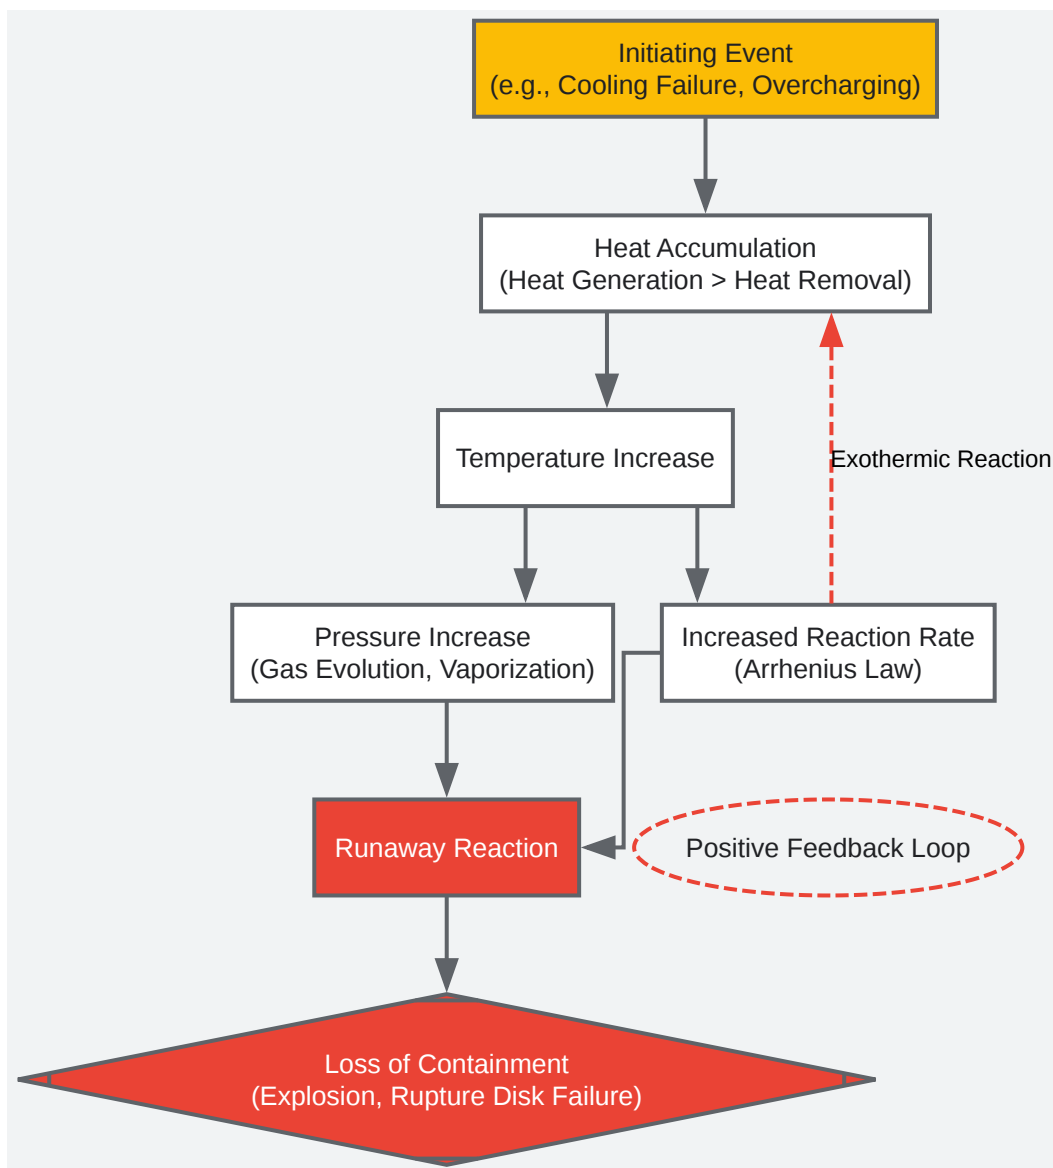 Initiating Event
(e.g., Cooling Failure, Overcharging)
Heat Accumulation
(Heat Generation > Heat Removal)
Temperature Increase
Exothermic Reaction
Pressure Increase
(Gas Evolution, Vaporization)
Increased Reaction Rate
(Arrhenius Law)
Runaway Reaction
Positive Feedback Loop
Loss of Containment
(Explosion, Rupture Disk Failure)